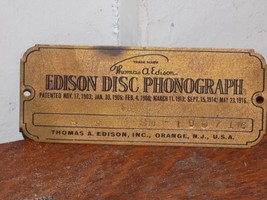 TRADE MARK
Thomas A Edison
EDISON DISC PHONOGRAPH
PATENTED NOV. 17, 1903; JAN. 30, 1906; FEB. 4, 1908; MARCH 11, 1913; SEPT. 15, 1914; MAY 23, 1916.
THOMAS A. EDISON, INC., ORANGE, N.J., U.S.A.